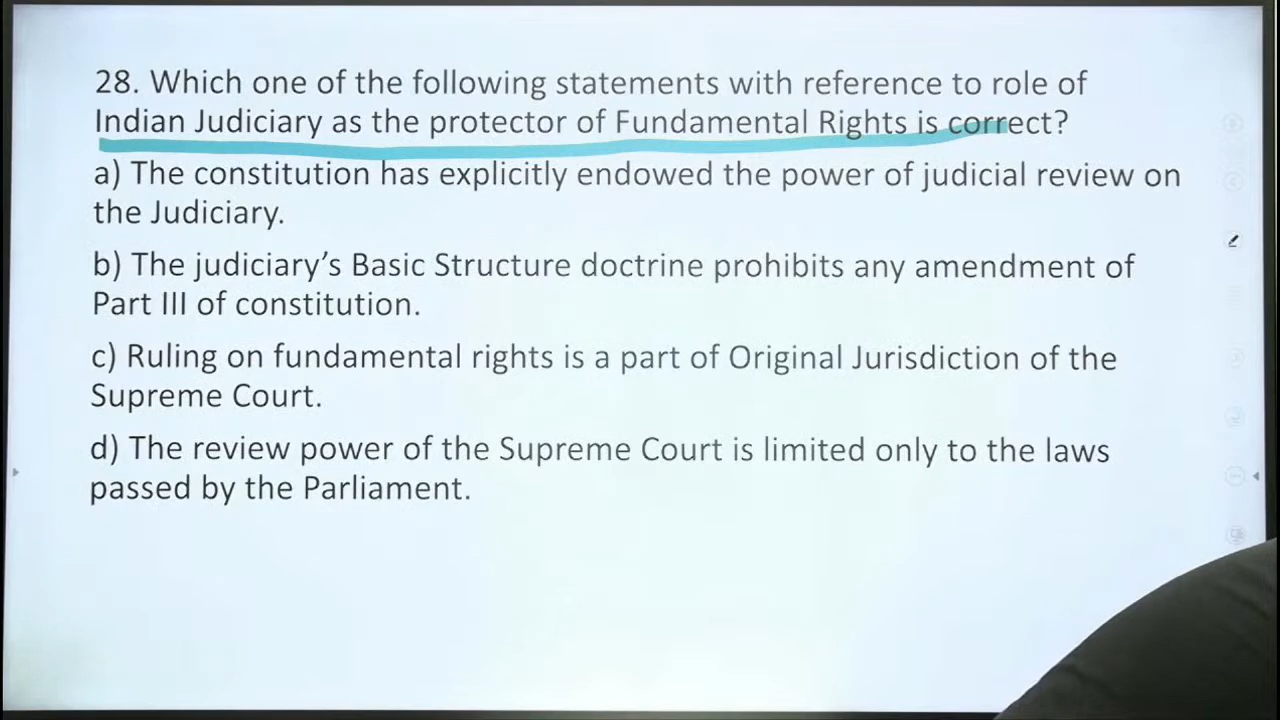 28. Which one of the following statements with reference to role of
Indian Judiciary as the protector of Fundamental Rights is correct?
a) The constitution has explicitly endowed the power of judicial review on
the Judiciary.
b) The judiciary’s Basic Structure doctrine prohibits any amendment of
Part III of constitution.
c) Ruling on fundamental rights is a part of Original Jurisdiction of the
Supreme Court.
d) The review power of the Supreme Court is limited only to the laws
passed by the Parliament.